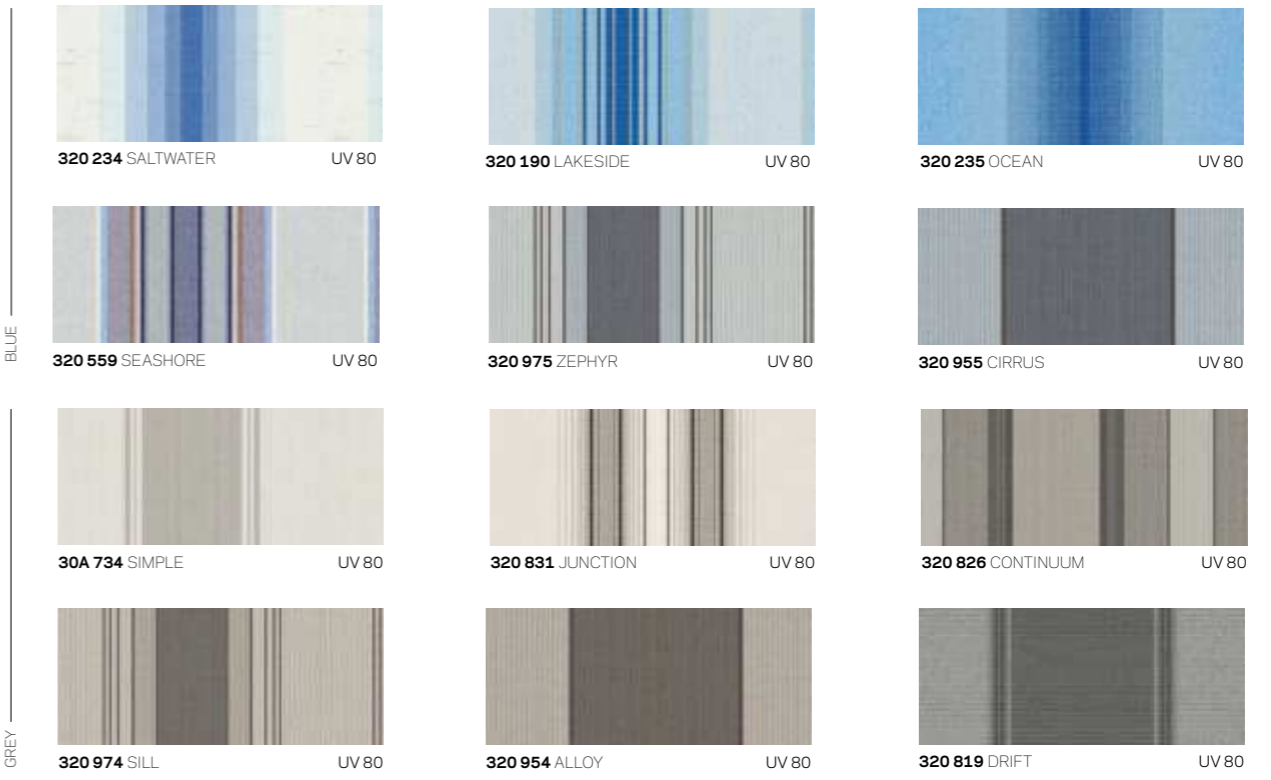 320 234 SALTWATER UV 80
320 190 LAKESIDE UV 80
320 235 OCEAN UV 80
320 559 SEASHORE UV 80
320 975 ZEPHYR UV 80
320 955 CIRRUS UV 80
BLUE
30A 734 SIMPLE UV 80
320 831 JUNCTION UV 80
320 826 CONTINUUM UV 80
320 974 SILL UV 80
320 954 ALLOY UV 80
320 819 DRIFT UV 80
GREY